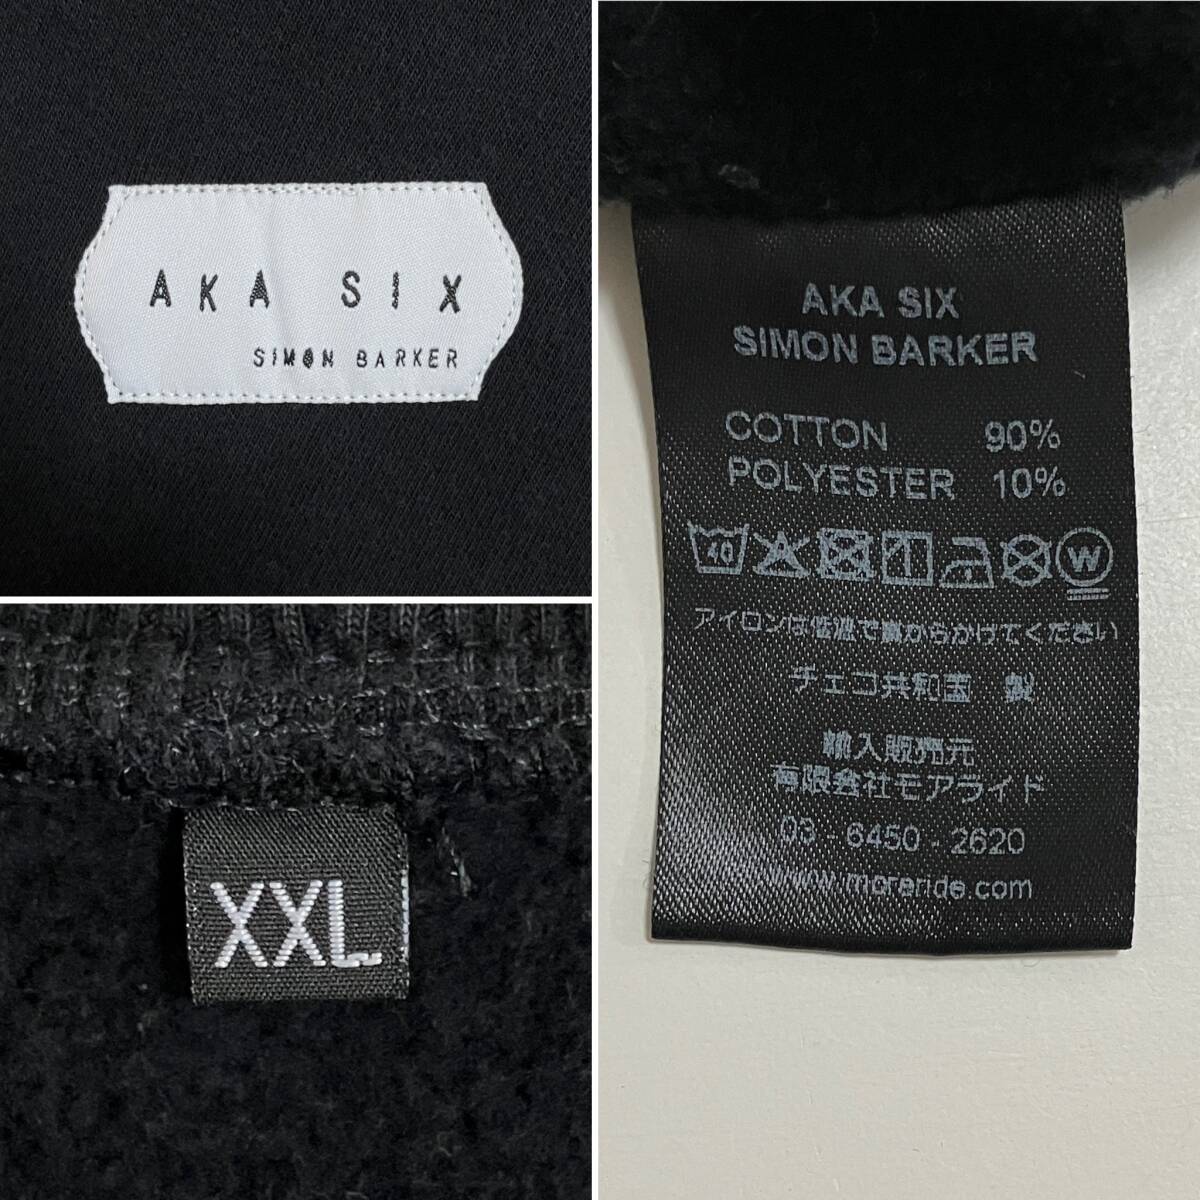 AKA SIX
SIMON BARKER
XXL
AKA SIX
SIMON BARKER
COTTON 90%
POLYESTER 10%
40
W
アイロンは低温で裏からかけてください
チェコ共和国 製
輸入販売元
有限会社モアライド
03 - 6450 - 2620
www.moreride.com